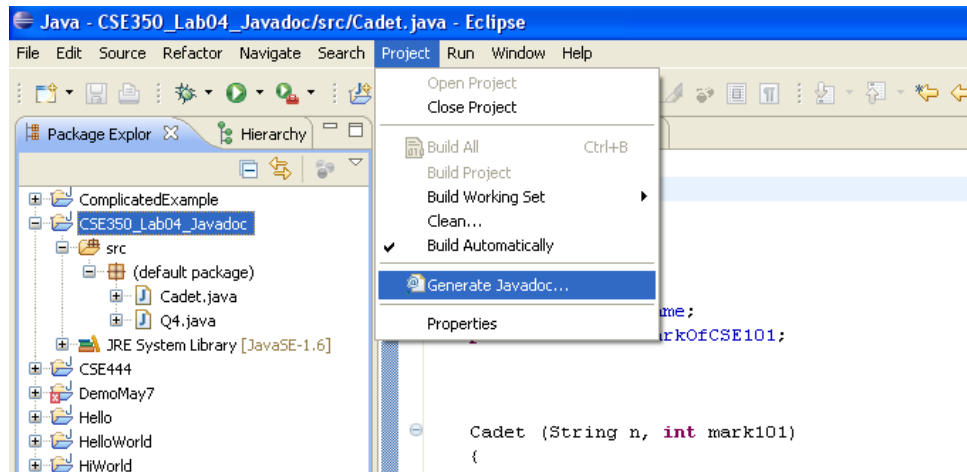 Java - CSE350_Lab04_Javadoc/src/Cadet.java - Eclipse
File Edit Source Refactor Navigate Search Project Run Window Help
Package Explor
Hierarchy
ComplicatedExample
CSE350_Lab04_Javadoc
src
(default package)
Cadet.java
Q4.java
JRE System Library [JavaSE-1.6]
CSE444
DemoMay7
Hello
HelloWorld
HiWorld
Open Project
Close Project
Build All Ctrl+B
Build Project
Build Working Set
Clean...
Build Automatically
Generate Javadoc...
Properties
me;
rkOfCSE101;
Cadet (String n, int mark101)
{